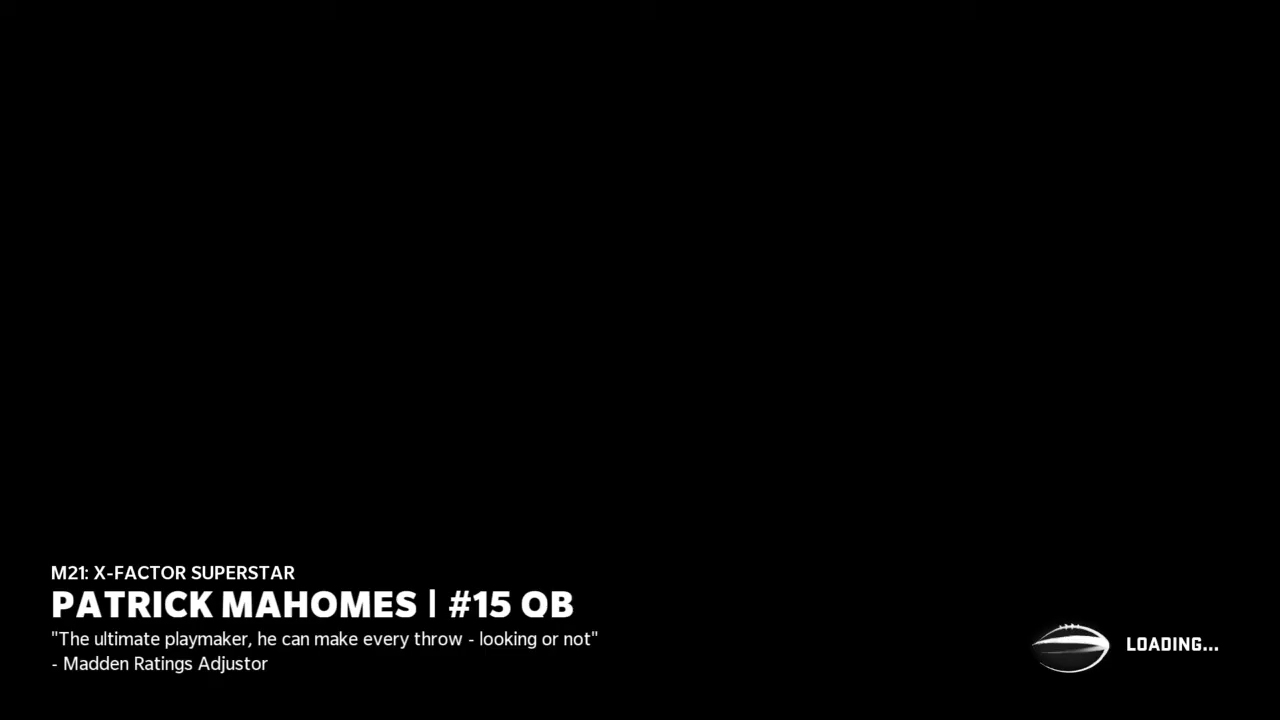 M21: X-FACTOR SUPERSTAR
PATRICK MAHOMES | #15 QB
"The ultimate playmaker, he can make every throw - looking or not"
- Madden Ratings Adjustor
LOADING...